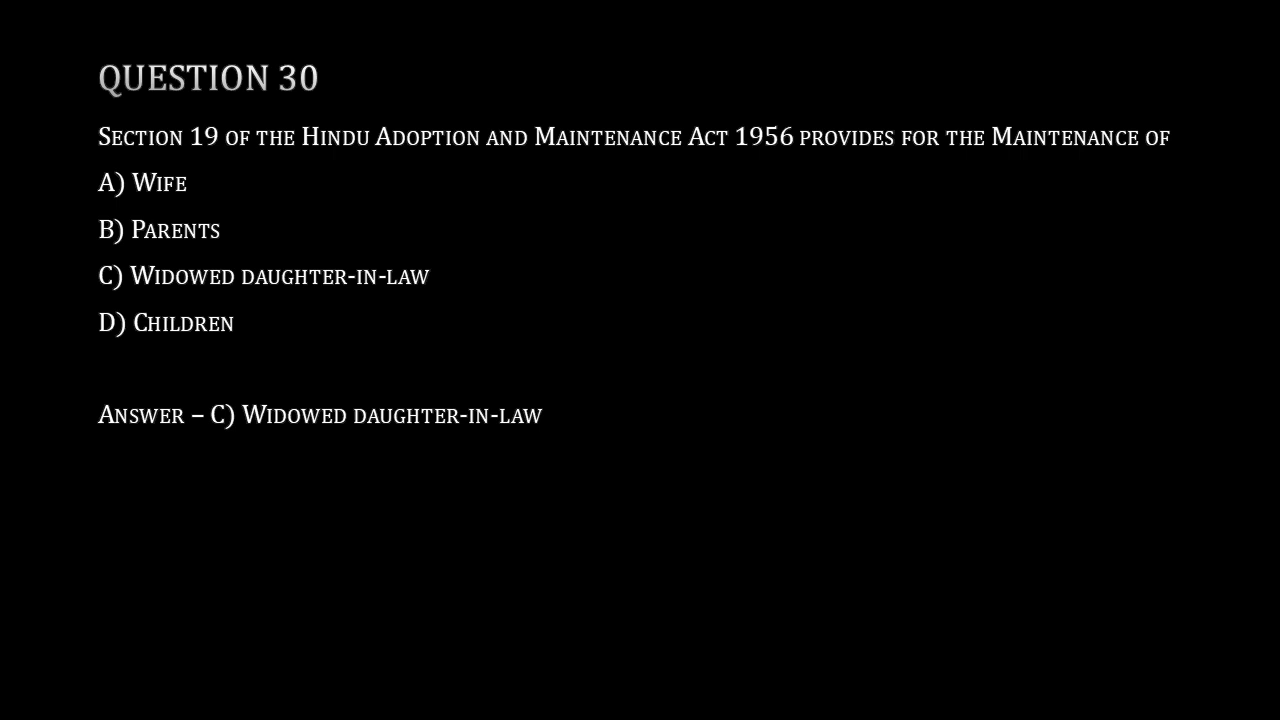 QUESTION 30
Section 19 of the Hindu Adoption and Maintenance Act 1956 provides for the Maintenance of
A) Wife
B) Parents
C) Widowed daughter-in-law
D) Children
Answer – C) Widowed daughter-in-law